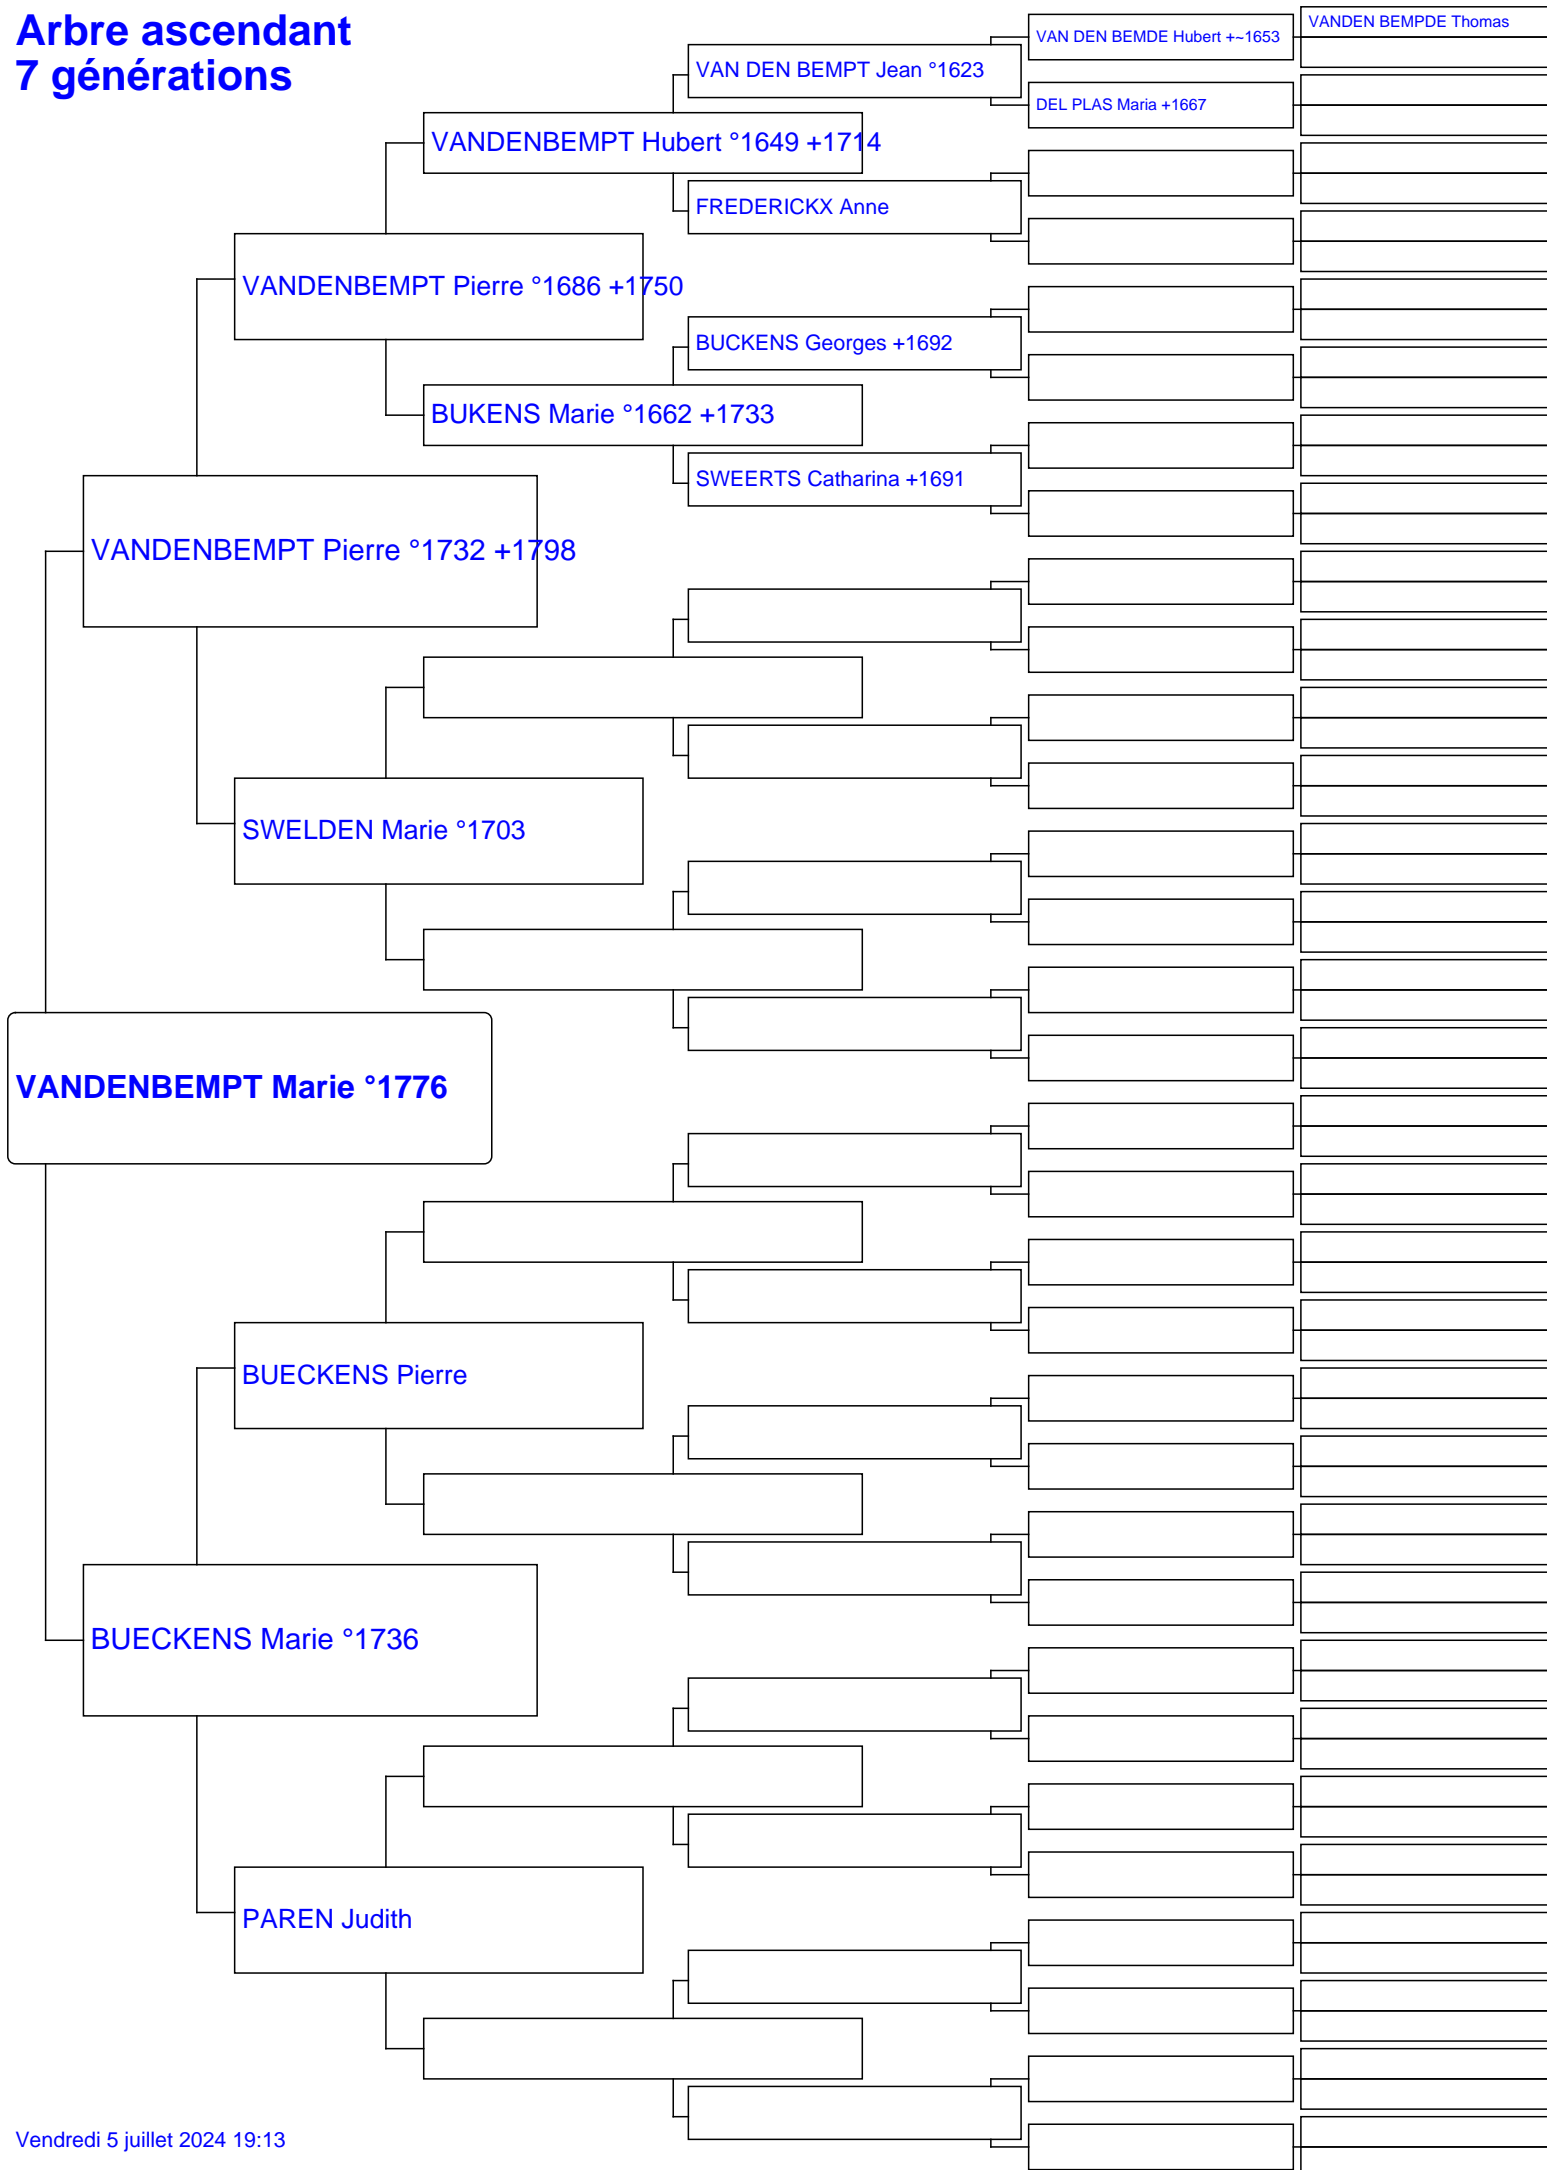 Arbre ascendant
7 générations
VANDEN BEMPDE Thomas
VAN DEN BEMDE Hubert +~1653
VAN DEN BEMPT Jean °1623
DEL PLAS Maria +1667
VANDENBEMPT Hubert °1649 +1714
FREDERICKX Anne
VANDENBEMPT Pierre °1686 +1750
BUCKENS Georges +1692
BUKENS Marie °1662 +1733
SWEERTS Catharina +1691
VANDENBEMPT Pierre °1732 +1798
SWELDEN Marie °1703
VANDENBEMPT Marie °1776
BUECKENS Pierre
BUECKENS Marie °1736
PAREN Judith
Vendredi 5 juillet 2024 19:13